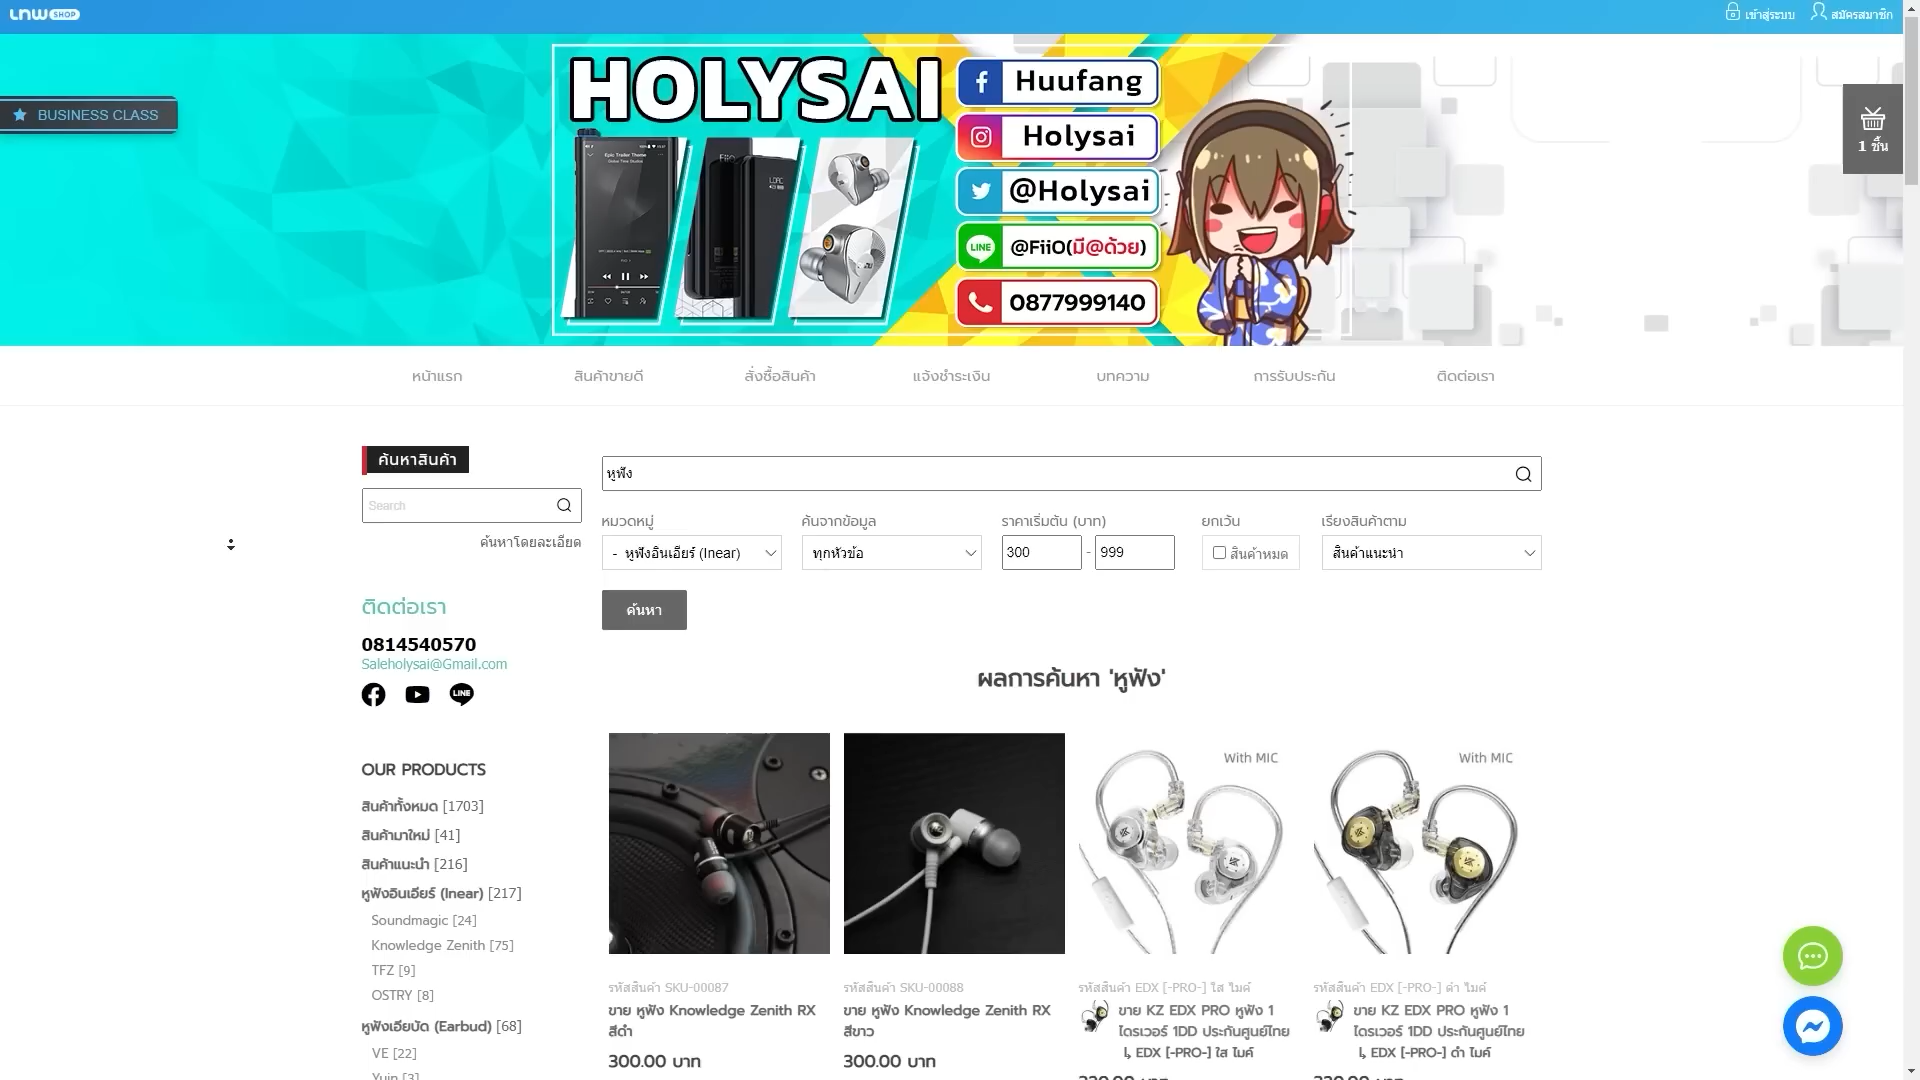 LNW SHOP
เข้าสู่ระบบ
สมัครสมาชิก
BUSINESS CLASS
HOLYSAI
Huufang
Holysai
@Holysai
LINE @FiiO(มี@ด้วย)
0877999140
1 ชิ้น
หน้าแรก
สินค้าขายดี
สั่งซื้อสินค้า
แจ้งชำระเงิน
บทความ
การรับประกัน
ติดต่อเรา
ค้นหาสินค้า
Search
ค้นหาโดยละเอียด
ติดต่อเรา
0814540570
Saleholysai@Gmail.com
LINE
OUR PRODUCTS
สินค้าทั้งหมด [1703]
สินค้ามาใหม่ [41]
สินค้าแนะนำ [216]
หูฟังอินเอียร์ (Inear) [217]
Soundmagic [24]
Knowledge Zenith [75]
TFZ [9]
OSTRY [8]
หูฟังเอียบัด (Earbud) [68]
VE [22]
Yuin [3]
หูฟัง
หมวดหมู่
ค้นจากข้อมูล
ราคาเริ่มต้น (บาท)
ยกเว้น
เรียงสินค้าตาม
- หูฟังอินเอียร์ (Inear)
ทุกหัวข้อ
300 - 999
สินค้าหมด
สินค้าแนะนำ
ค้นหา
ผลการค้นหา 'หูฟัง'
With MIC
With MIC
รหัสสินค้า SKU-00087
ขาย หูฟัง Knowledge Zenith RX
สีดำ
300.00 บาท
รหัสสินค้า SKU-00088
ขาย หูฟัง Knowledge Zenith RX
สีขาว
300.00 บาท
รหัสสินค้า EDX [-PRO-] ใส ไมค์
ขาย KZ EDX PRO หูฟัง 1
ไดรเวอร์ 1DD ประกันศูนย์ไทย
EDX [-PRO-] ใส ไมค์
รหัสสินค้า EDX [-PRO-] ดำ ไมค์
ขาย KZ EDX PRO หูฟัง 1
ไดรเวอร์ 1DD ประกันศูนย์ไทย
EDX [-PRO-] ดำ ไมค์